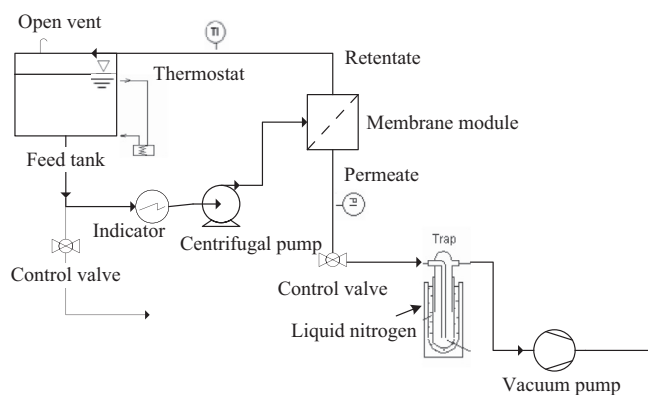 Open vent
TI
Retentate
Thermostat
Membrane module
Feed tank
Permeate
PI
Indicator
Centrifugal pump
Trap
Control valve
Control valve
Liquid nitrogen
Vacuum pump